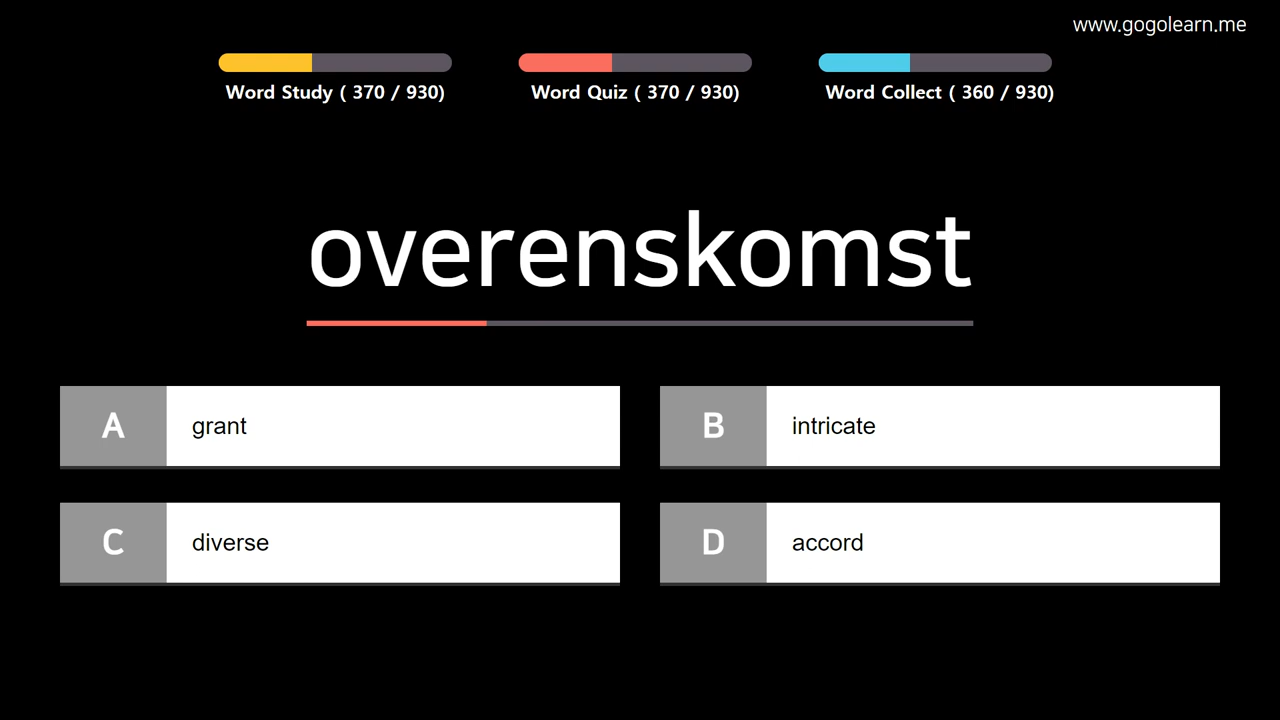 www.gogolearn.me
Word Study ( 370 / 930)
Word Quiz ( 370 / 930)
Word Collect ( 360 / 930)
overenskomst
A grant
B intricate
C diverse
D accord